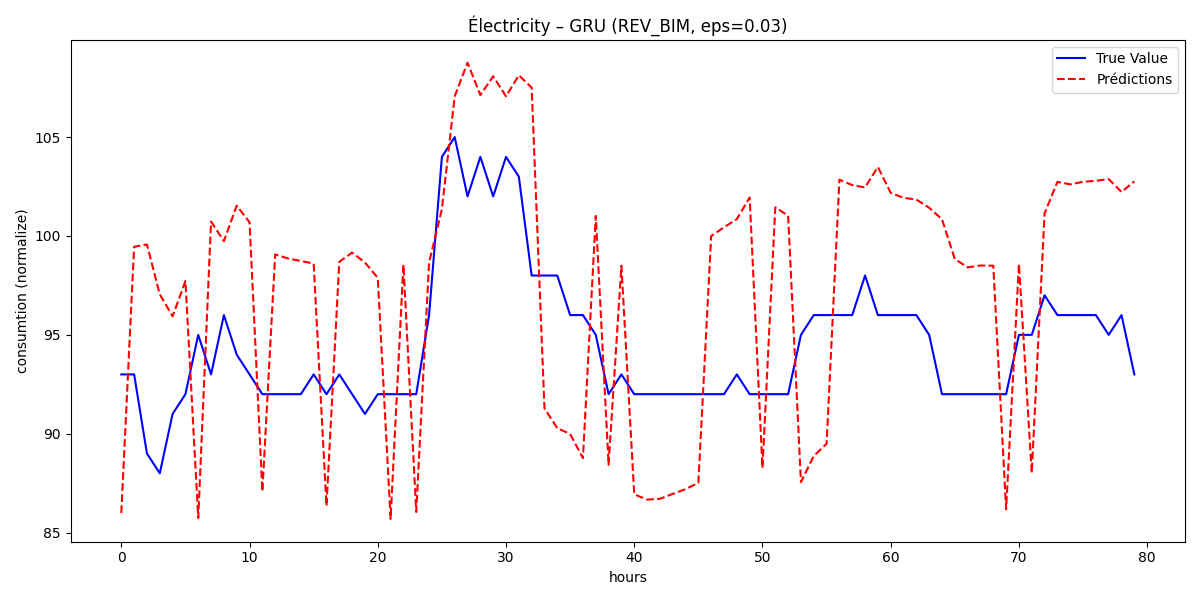 Électricity – GRU (REV_BIM, eps=0.03)
True Value
Prédictions
consumtion (normalize)
105
100
95
90
85
0 10 20 30 40 50 60 70 80
hours